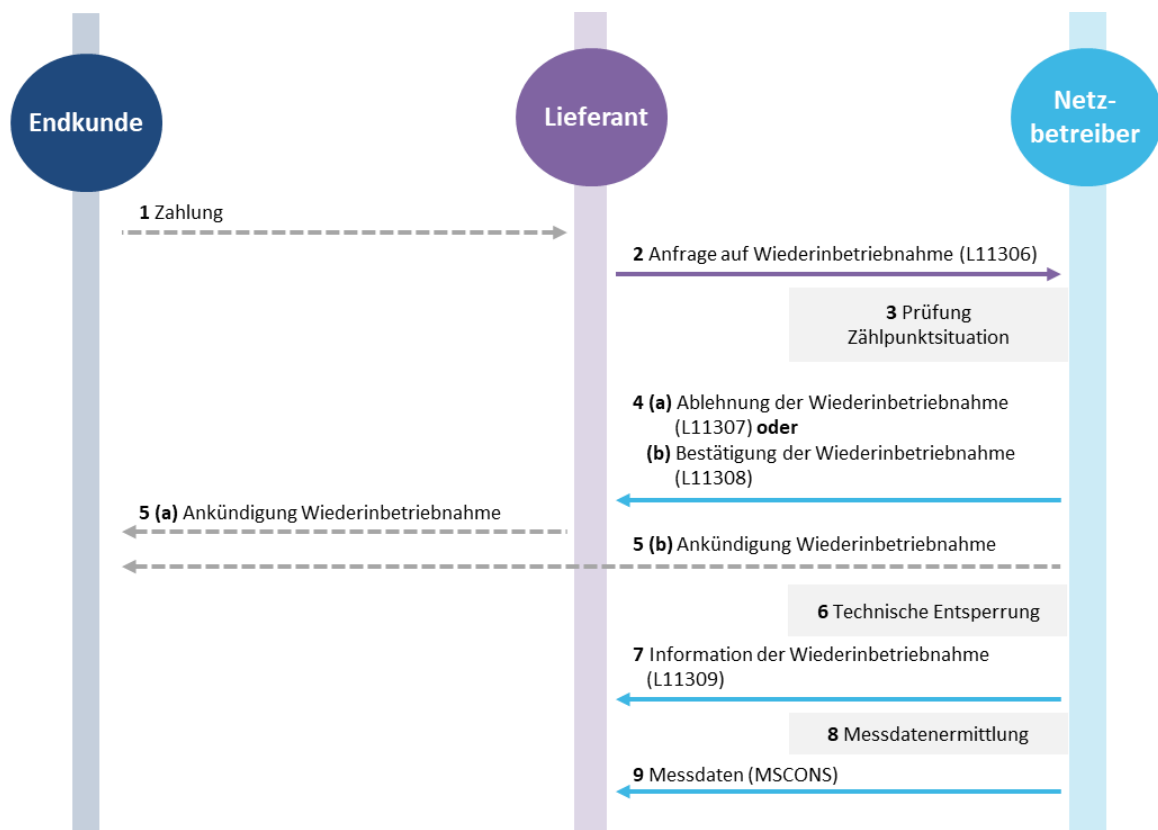 Endkunde
Lieferant
Netz-
betreiber
1 Zahlung
2 Anfrage auf Wiederinbetriebnahme (L11306)
3 Prüfung
Zählpunktsituation
4 (a) Ablehnung der Wiederinbetriebnahme
(L11307) oder
(b) Bestätigung der Wiederinbetriebnahme
(L11308)
5 (a) Ankündigung Wiederinbetriebnahme
5 (b) Ankündigung Wiederinbetriebnahme
6 Technische Entsperrung
7 Information der Wiederinbetriebnahme
(L11309)
8 Messdatenermittlung
9 Messdaten (MSCONS)